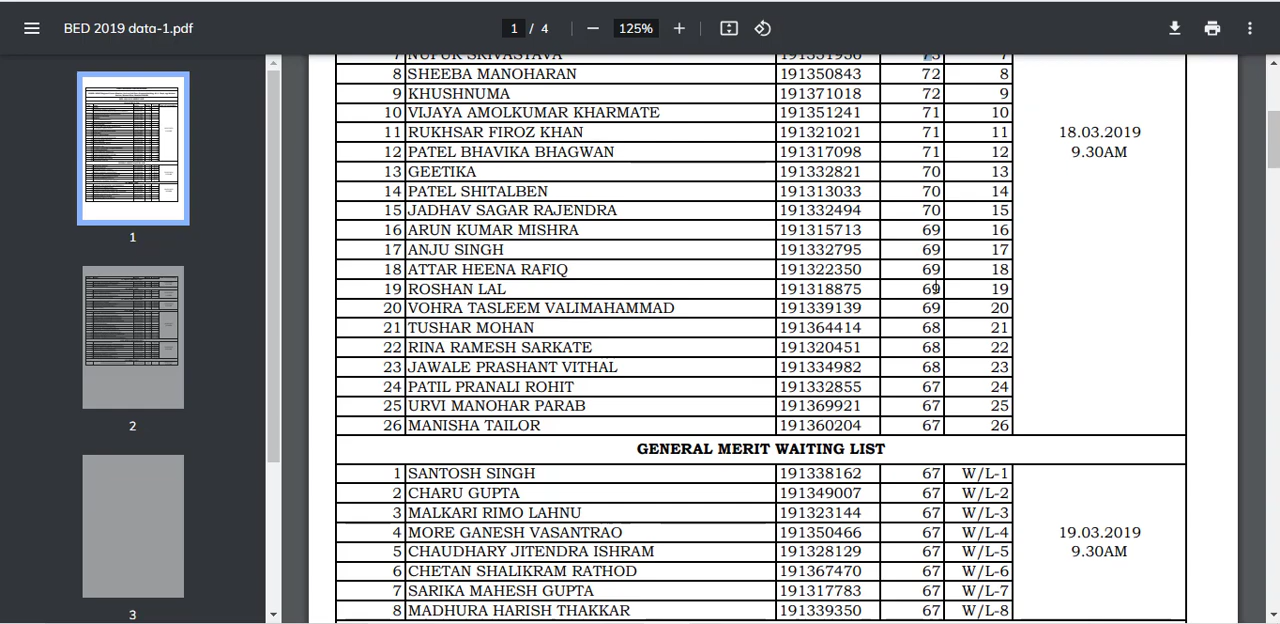 BED 2019 data-1.pdf 1 / 4 125%
7 NUPUR SRIVASTAVA 7
8 SHEEBA MANOHARAN 191350843 72 8
9 KHUSHNUMA 191371018 72 9
10 VIJAYA AMOLKUMAR KHARMATE 191351241 71 10
11 RUKHSAR FIROZ KHAN 191321021 71 11 18.03.2019
12 PATEL BHAVIKA BHAGWAN 191317098 71 12 9.30AM
13 GEETIKA 191332821 70 13
14 PATEL SHITALBEN 191313033 70 14
15 JADHAV SAGAR RAJENDRA 191332494 70 15
16 ARUN KUMAR MISHRA 191315713 69 16
17 ANJU SINGH 191332795 69 17
18 ATTAR HEENA RAFIQ 191322350 69 18
19 ROSHAN LAL 191318875 69 19
20 VOHRA TASLEEM VALIMAHAMMAD 191339139 69 20
21 TUSHAR MOHAN 191364414 68 21
22 RINA RAMESH SARKATE 191320451 68 22
23 JAWALE PRASHANT VITHAL 191334982 68 23
24 PATIL PRANALI ROHIT 191332855 67 24
25 URVI MANOHAR PARAB 191369921 67 25
26 MANISHA TAILOR 191360204 67 26
GENERAL MERIT WAITING LIST
1 SANTOSH SINGH 191338162 67 W/L-1
2 CHARU GUPTA 191349007 67 W/L-2
3 MALKARI RIMO LAHNU 191323144 67 W/L-3
4 MORE GANESH VASANTRAO 191350466 67 W/L-4 19.03.2019
5 CHAUDHARY JITENDRA ISHRAM 191328129 67 W/L-5 9.30AM
6 CHETAN SHALIKRAM RATHOD 191367470 67 W/L-6
7 SARIKA MAHESH GUPTA 191317783 67 W/L-7
8 MADHURA HARISH THAKKAR 191339350 67 W/L-8
1
2
3